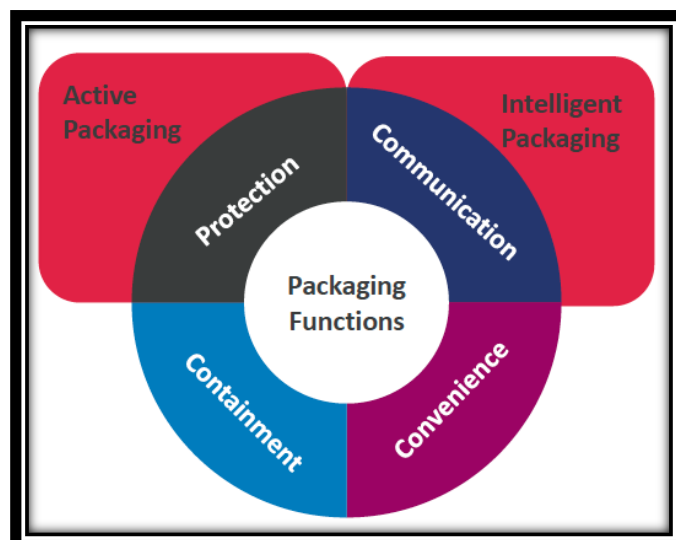 Active
Packaging
Intelligent
Packaging
Protection
Communication
Packaging
Functions
Containment
Convenience